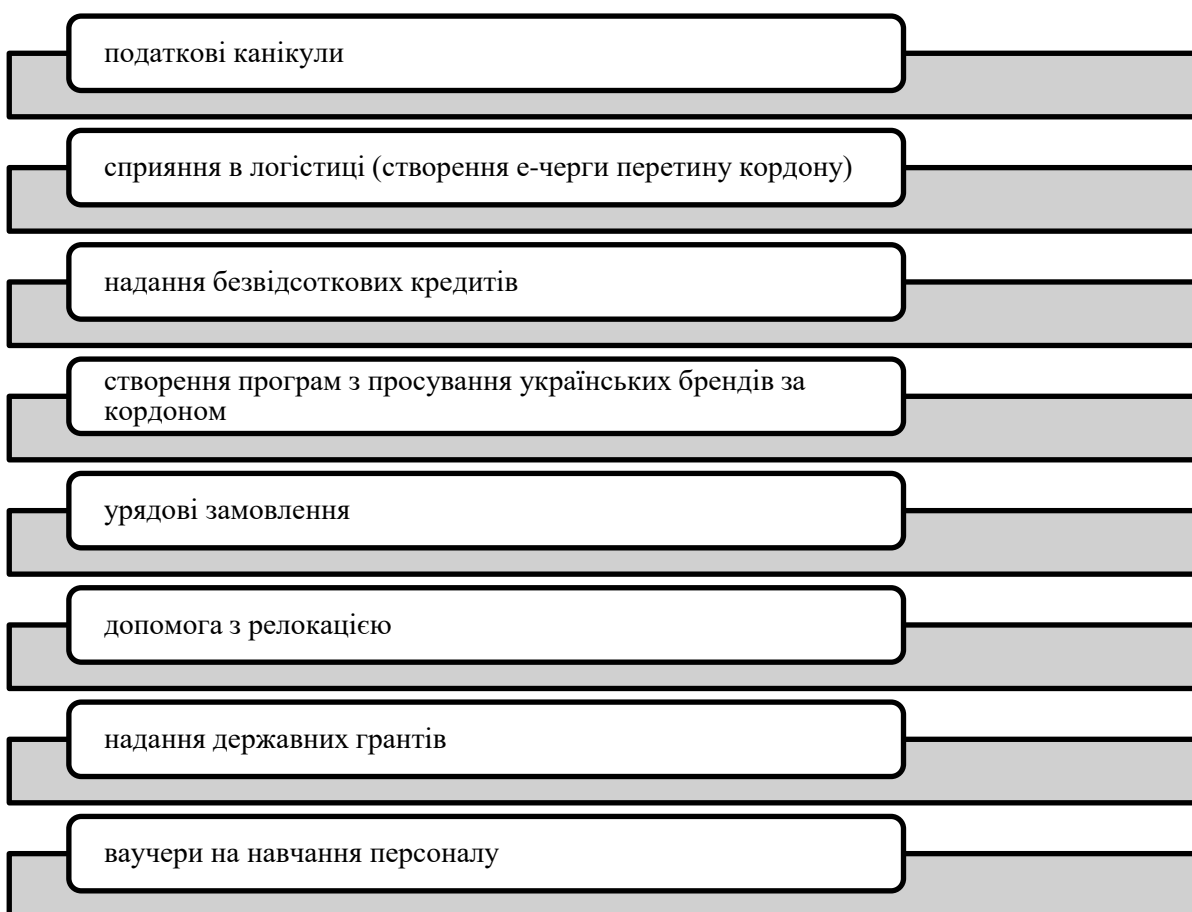 податкові канікули
сприяння в логістиці (створення е-черги перетину кордону)
надання безвідсоткових кредитів
створення програм з просування українських брендів за
кордоном
урядові замовлення
допомога з релокацією
надання державних грантів
ваучери на навчання персоналу